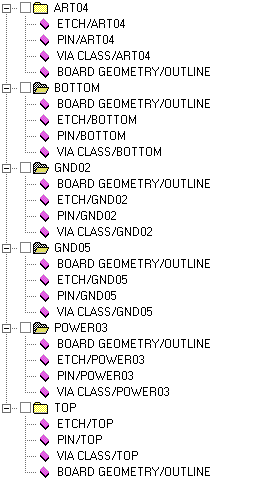 ART04
ETCH/ART04
PIN/ART04
VIA CLASS/ART04
BOARD GEOMETRY/OUTLINE
BOTTOM
BOARD GEOMETRY/OUTLINE
ETCH/BOTTOM
PIN/BOTTOM
VIA CLASS/BOTTOM
GND02
BOARD GEOMETRY/OUTLINE
ETCH/GND02
PIN/GND02
VIA CLASS/GND02
GND05
BOARD GEOMETRY/OUTLINE
ETCH/GND05
PIN/GND05
VIA CLASS/GND05
POWER03
BOARD GEOMETRY/OUTLINE
ETCH/POWER03
PIN/POWER03
VIA CLASS/POWER03
TOP
ETCH/TOP
PIN/TOP
VIA CLASS/TOP
BOARD GEOMETRY/OUTLINE